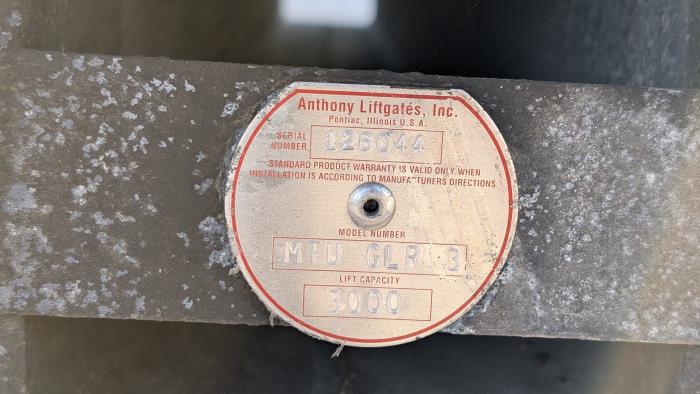 Anthony Liftgates, Inc.
Pontiac, Illinois U.S.A.
SERIAL NUMBER. 126044
STANDARD PRODUCT WARRANTY IS VALID ONLY WHEN
INSTALLATION IS ACCORDING TO MANUFACTURERS DIRECTIONS
MODEL NUMBER
MTU GLR 3
LIFT CAPACITY
3000